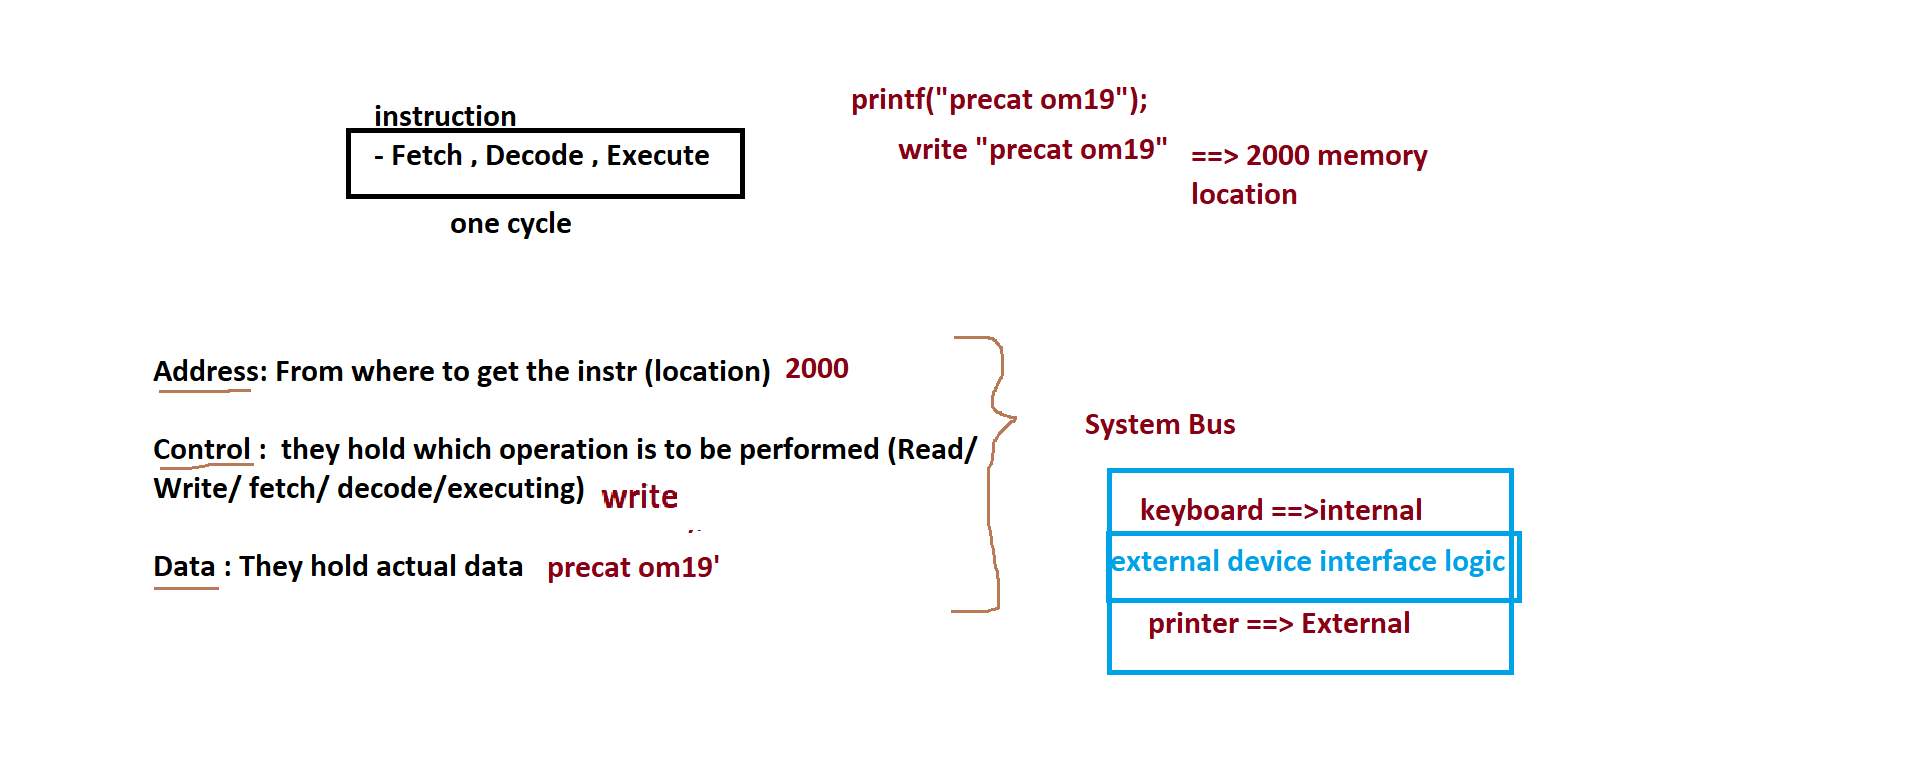 instruction
- Fetch , Decode , Execute
one cycle
printf("precat om19");
write "precat om19" ==> 2000 memory
location
Address: From where to get the instr (location) 2000
Control :  they hold which operation is to be performed (Read/
Write/ fetch/ decode/executing) write
Data : They hold actual data precat om19'
System Bus
keyboard ==>internal
external device interface logic
printer ==> External